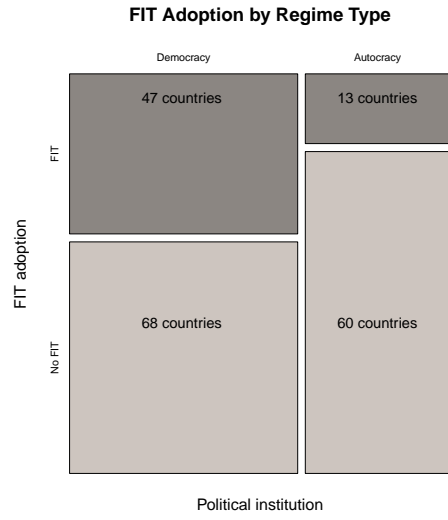 FIT Adoption by Regime Type
Democracy
Autocracy
FIT
47 countries
13 countries
FIT adoption
No FIT
68 countries
60 countries
Political institution